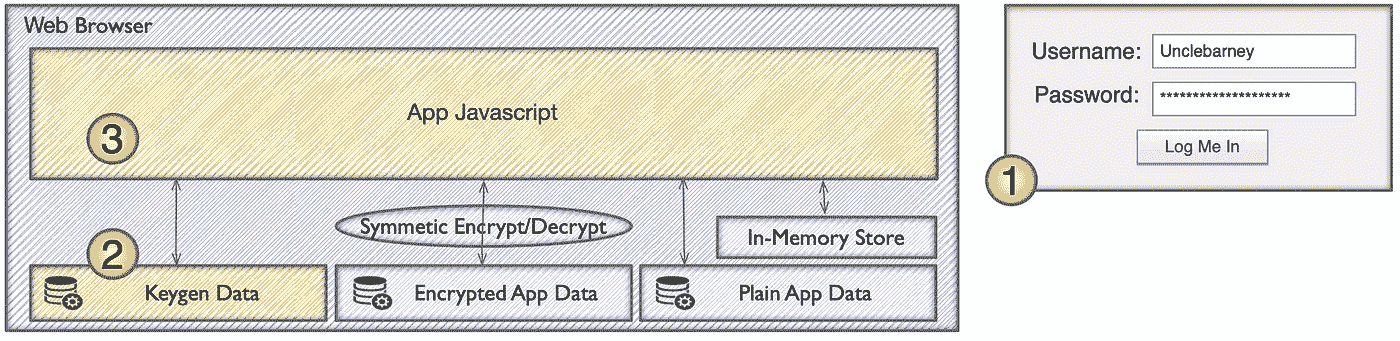 Web Browser
App Javascript
3
Symmetic Encrypt/Decrypt
In-Memory Store
2
Keygen Data
Encrypted App Data
Plain App Data
Username: Unclebarney
Password: ********************
Log Me In
1